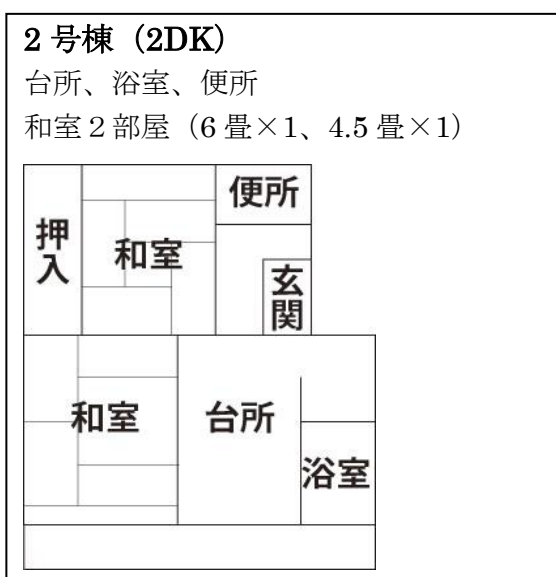 2号棟（2DK）
台所、浴室、便所
和室２部屋（6畳×1、4.5畳×1）
便所
押入
和室
玄関
和室
台所
浴室